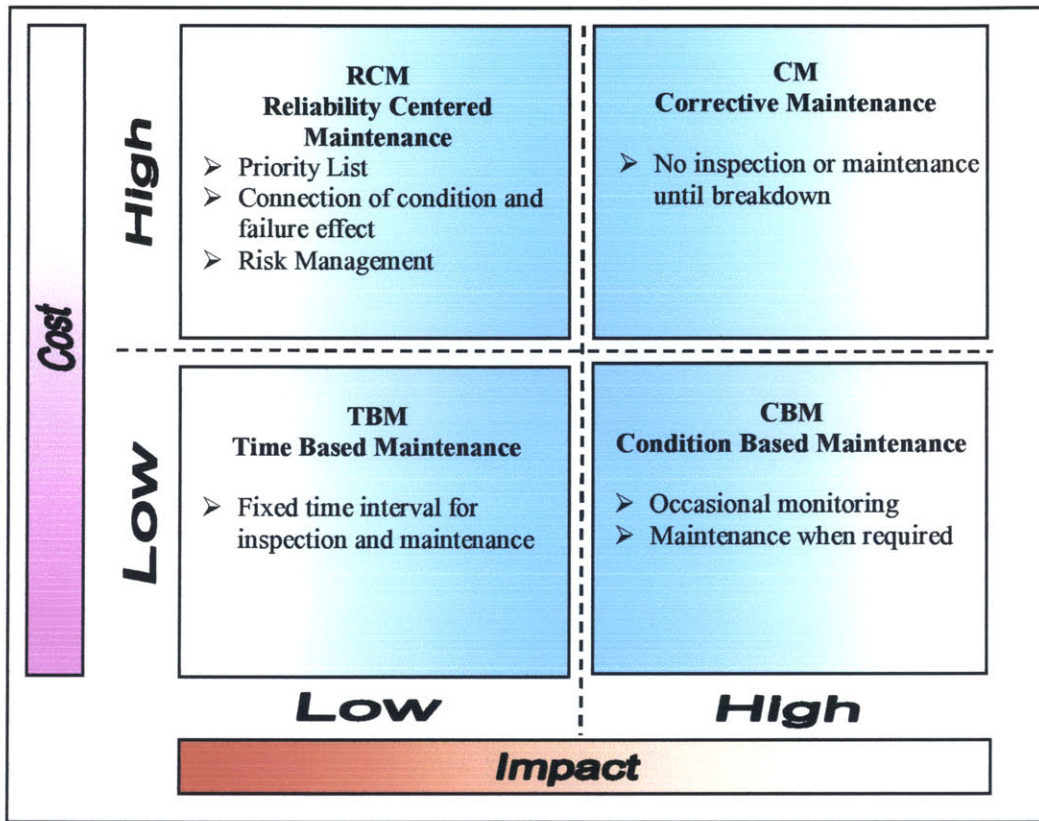 Cost
High
RCM
Reliability Centered
Maintenance
➢ Priority List
➢ Connection of condition and
failure effect
➢ Risk Management
CM
Corrective Maintenance
➢ No inspection or maintenance
until breakdown
Low
TBM
Time Based Maintenance
➢ Fixed time interval for
inspection and maintenance
CBM
Condition Based Maintenance
➢ Occasional monitoring
➢ Maintenance when required
Low
High
Impact